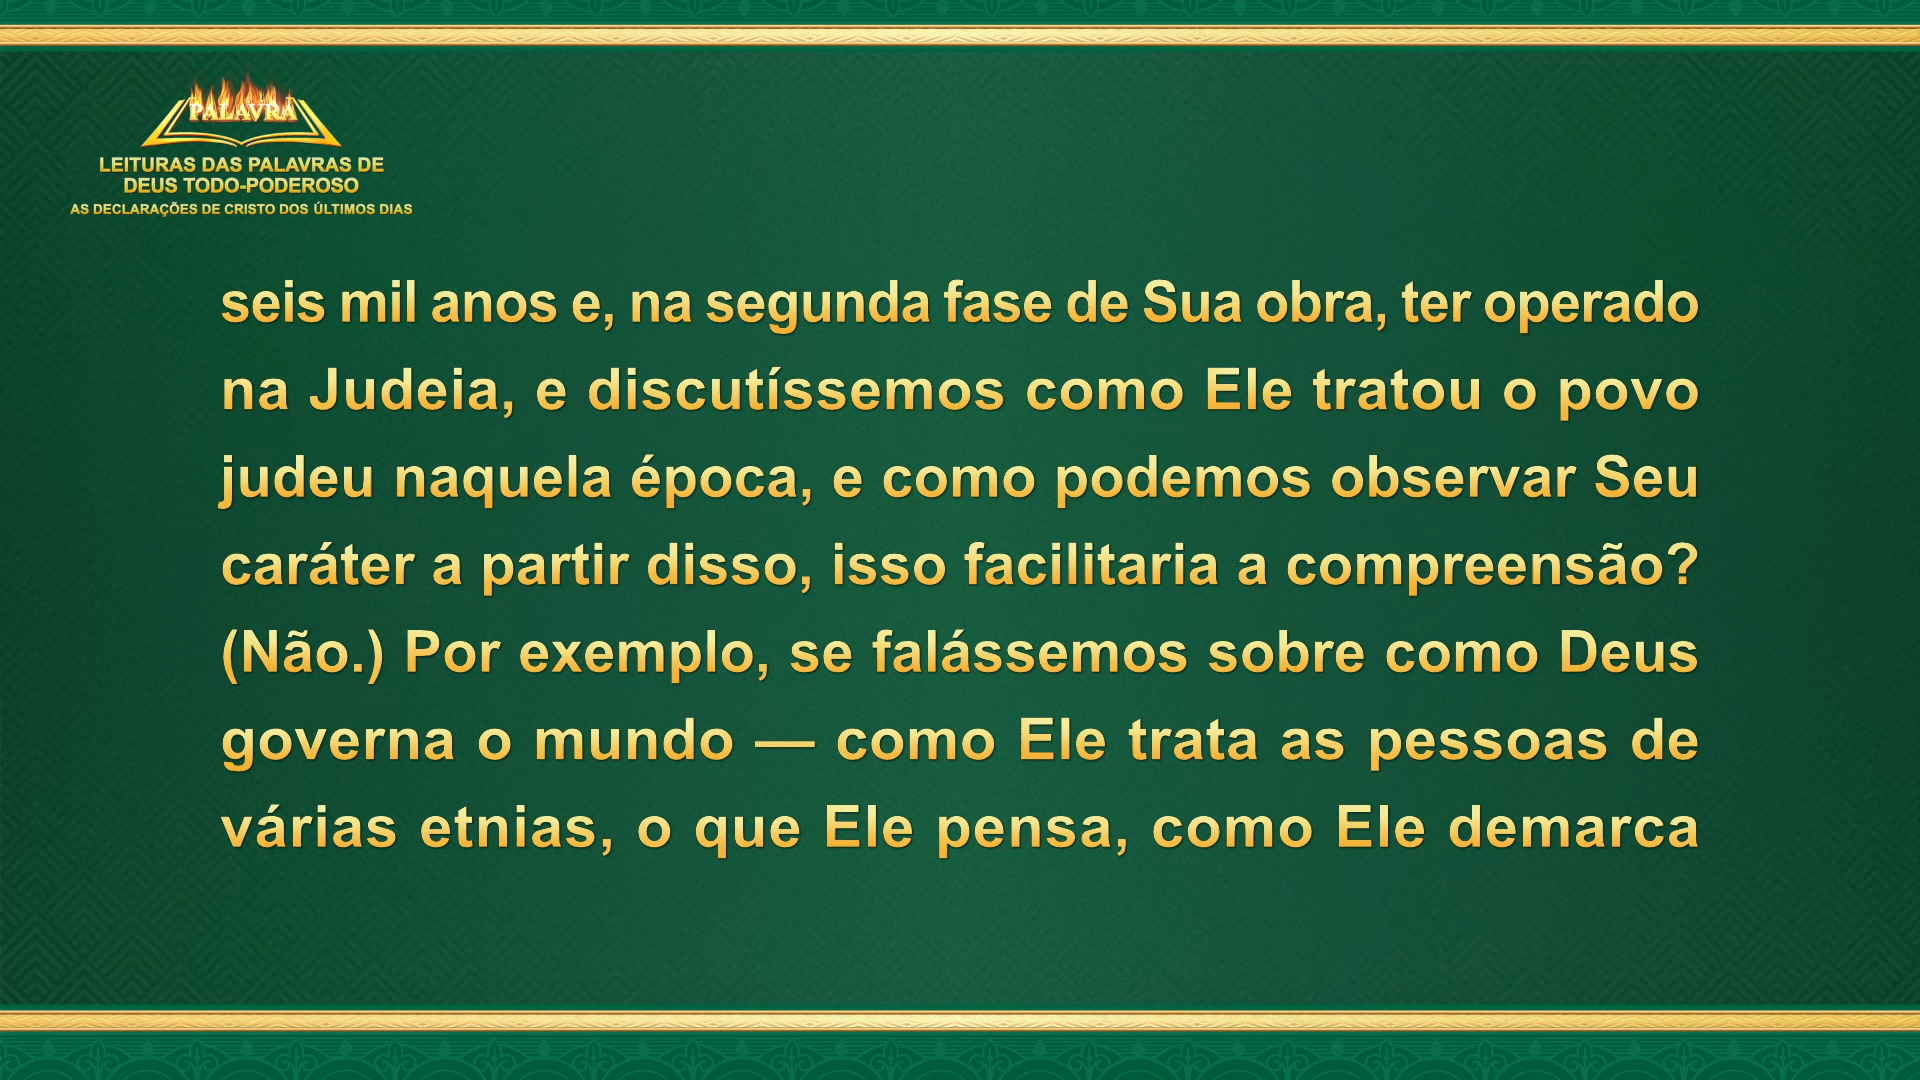 PALAVRA
LEITURAS DAS PALAVRAS DE
DEUS TODO-PODEROSO
AS DECLARAÇÕES DE CRISTO DOS ÚLTIMOS DIAS
seis mil anos e, na segunda fase de Sua obra, ter operado
na Judeia, e discutíssemos como Ele tratou o povo
judeu naquela época, e como podemos observar Seu
caráter a partir disso, isso facilitaria a compreensão?
(Não.) Por exemplo, se falássemos sobre como Deus
governa o mundo — como Ele trata as pessoas de
várias etnias, o que Ele pensa, como Ele demarca